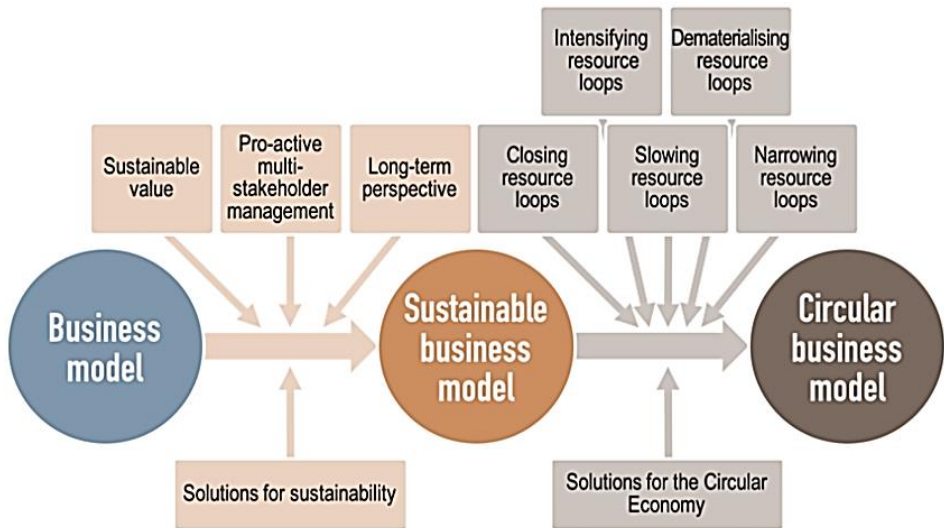 Intensifying
resource
loops
Dematerialising
resource
loops
Sustainable
value
Pro-active
multi-
stakeholder
management
Long-term
perspective
Closing
resource
loops
Slowing
resource
loops
Narrowing
resource
loops
Business
model
Sustainable
business
model
Circular
business
model
Solutions for sustainability
Solutions for the Circular
Economy